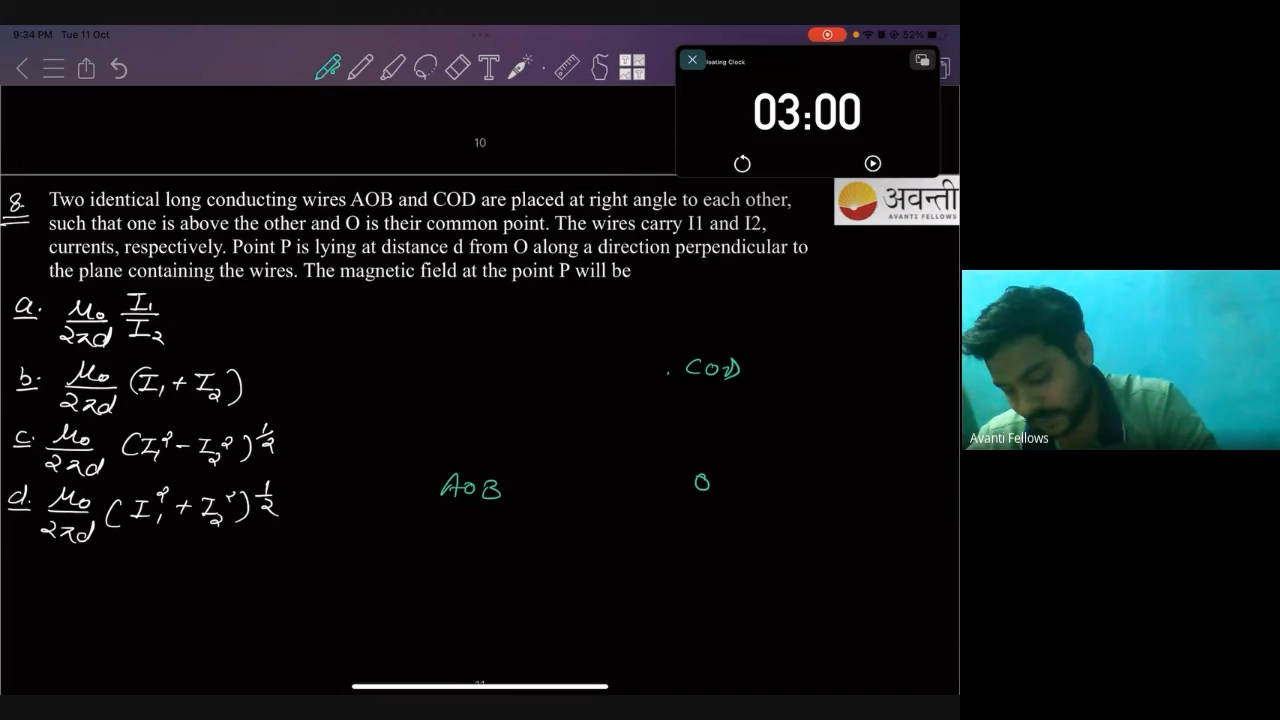 9:34 PM Tue 11 Oct
52%
loating Clock
03:00
10
अवन्ती
AVANTI FELLOWS
8. Two identical long conducting wires AOB and COD are placed at right angle to each other,
such that one is above the other and O is their common point. The wires carry I1 and I2,
currents, respectively. Point P is lying at distance d from O along a direction perpendicular to
the plane containing the wires. The magnetic field at the point P will be
a. μ₀/2πd I₁/I₂
b. μ₀/2πd (I₁ + I₂)
c. μ₀/2πd (I₁² - I₂²)^1/2
d. μ₀/2πd (I₁² + I₂²)^1/2
. COD
AOB
O
11
Avanti Fellows